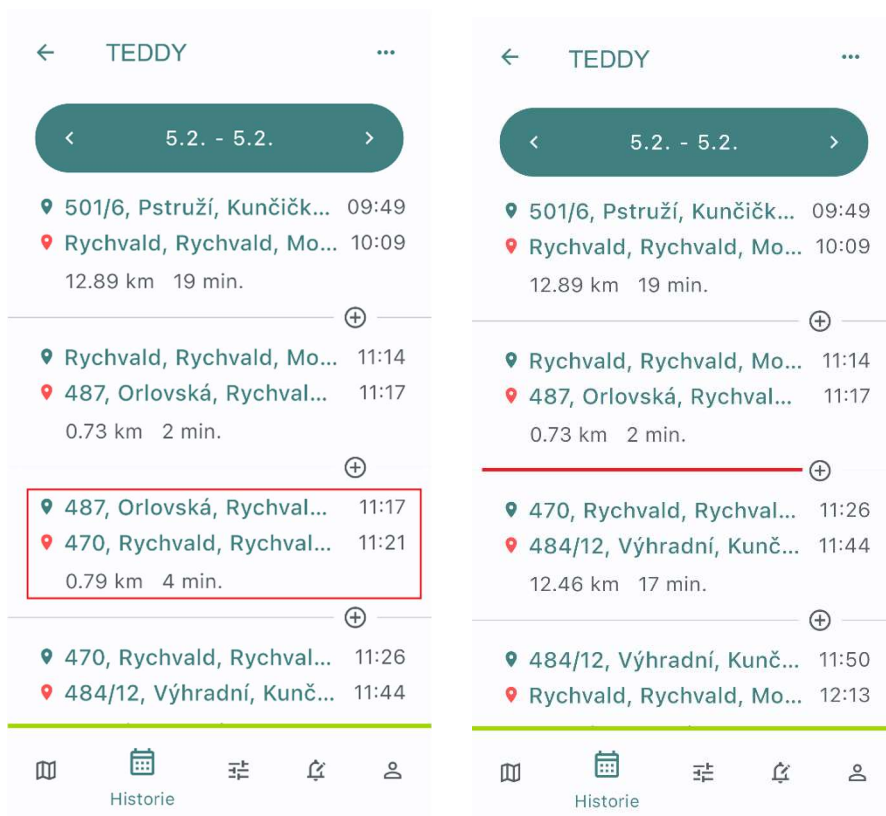 TEDDY
5.2. - 5.2.
501/6, Pstruží, Kunčičk... 09:49
Rychvald, Rychvald, Mo... 10:09
12.89 km 19 min.
Rychvald, Rychvald, Mo... 11:14
487, Orlovská, Rychval... 11:17
0.73 km 2 min.
487, Orlovská, Rychval... 11:17
470, Rychvald, Rychval... 11:21
0.79 km 4 min.
470, Rychvald, Rychval... 11:26
484/12, Výhradní, Kunč... 11:44
Historie
TEDDY
5.2. - 5.2.
501/6, Pstruží, Kunčičk... 09:49
Rychvald, Rychvald, Mo... 10:09
12.89 km 19 min.
Rychvald, Rychvald, Mo... 11:14
487, Orlovská, Rychval... 11:17
0.73 km 2 min.
470, Rychvald, Rychval... 11:26
484/12, Výhradní, Kunč... 11:44
12.46 km 17 min.
484/12, Výhradní, Kunč... 11:50
Rychvald, Rychvald, Mo... 12:13
Historie